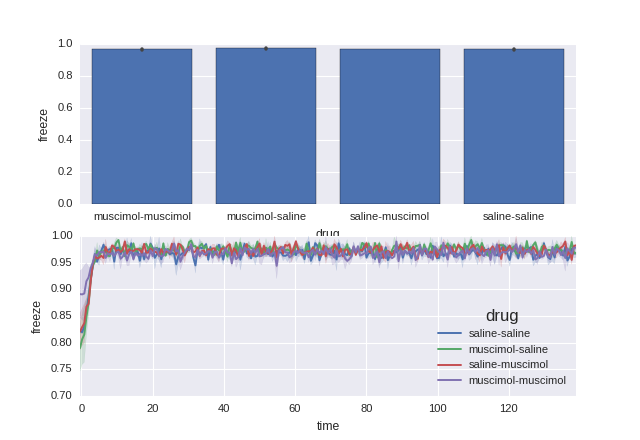 1.0
0.8
0.6
0.4
0.2
0.0
freeze
muscimol-muscimol muscimol-saline saline-muscimol saline-saline
drug
1.00
0.95
0.90
0.85
0.80
0.75
0.70
freeze
drug
saline-saline
muscimol-saline
saline-muscimol
muscimol-muscimol
0 20 40 60 80 100 120
time